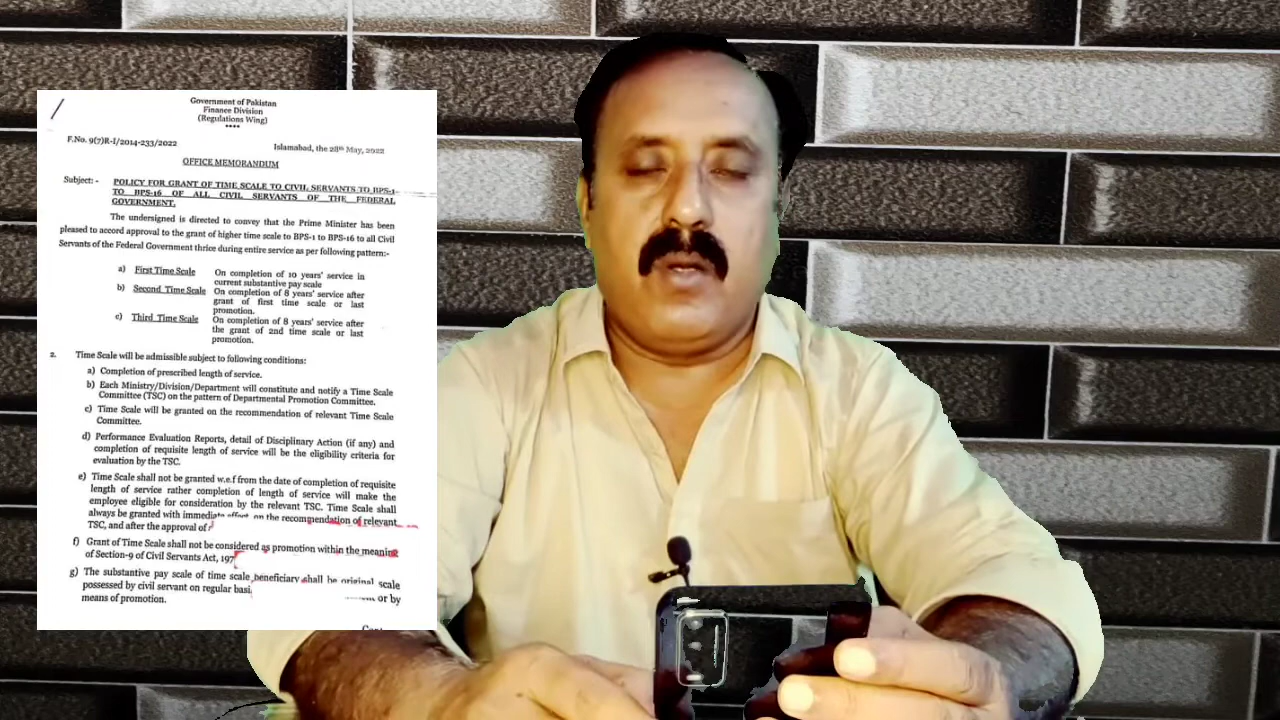 Government of Pakistan
Finance Division
(Regulations Wing)
****
F.No. 9(7)R-I/2014-233/2022
Islamabad, the 28th May, 2022
OFFICE MEMORANDUM
Subject: - POLICY FOR GRANT OF TIME SCALE TO CIVIL SERVANTS TO BPS-1
TO BPS-16 OF ALL CIVIL SERVANTS OF THE FEDERAL
GOVERNMENT.
The undersigned is directed to convey that the Prime Minister has been
pleased to accord approval to the grant of higher time scale to BPS-1 to BPS-16 to all Civil
Servants of the Federal Government thrice during entire service as per following pattern:-
a) First Time Scale On completion of 10 years' service in
current substantive pay scale
b) Second Time Scale On completion of 8 years' service after
grant of first time scale or last
promotion.
c) Third Time Scale On completion of 8 years' service after
the grant of 2nd time scale or last
promotion.
2. Time Scale will be admissible subject to following conditions:
a) Completion of prescribed length of service.
b) Each Ministry/Division/Department will constitute and notify a Time Scale
Committee (TSC) on the pattern of Departmental Promotion Committee.
c) Time Scale will be granted on the recommendation of relevant Time Scale
Committee.
d) Performance Evaluation Reports, detail of Disciplinary Action (if any) and
completion of requisite length of service will be the eligibility criteria for
evaluation by the TSC.
e) Time Scale shall not be granted w.e.f from the date of completion of requisite
length of service rather completion of length of service will make the
employee eligible for consideration by the relevant TSC. Time Scale shall
always be granted with immediate effect on the recommendation of relevant
TSC, and after the approval of
f) Grant of Time Scale shall not be considered as promotion within the meaning
of Section-9 of Civil Servants Act, 197
g) The substantive pay scale of time scale beneficiary shall be original scale
possessed by civil servant on regular basi
or by
means of promotion.